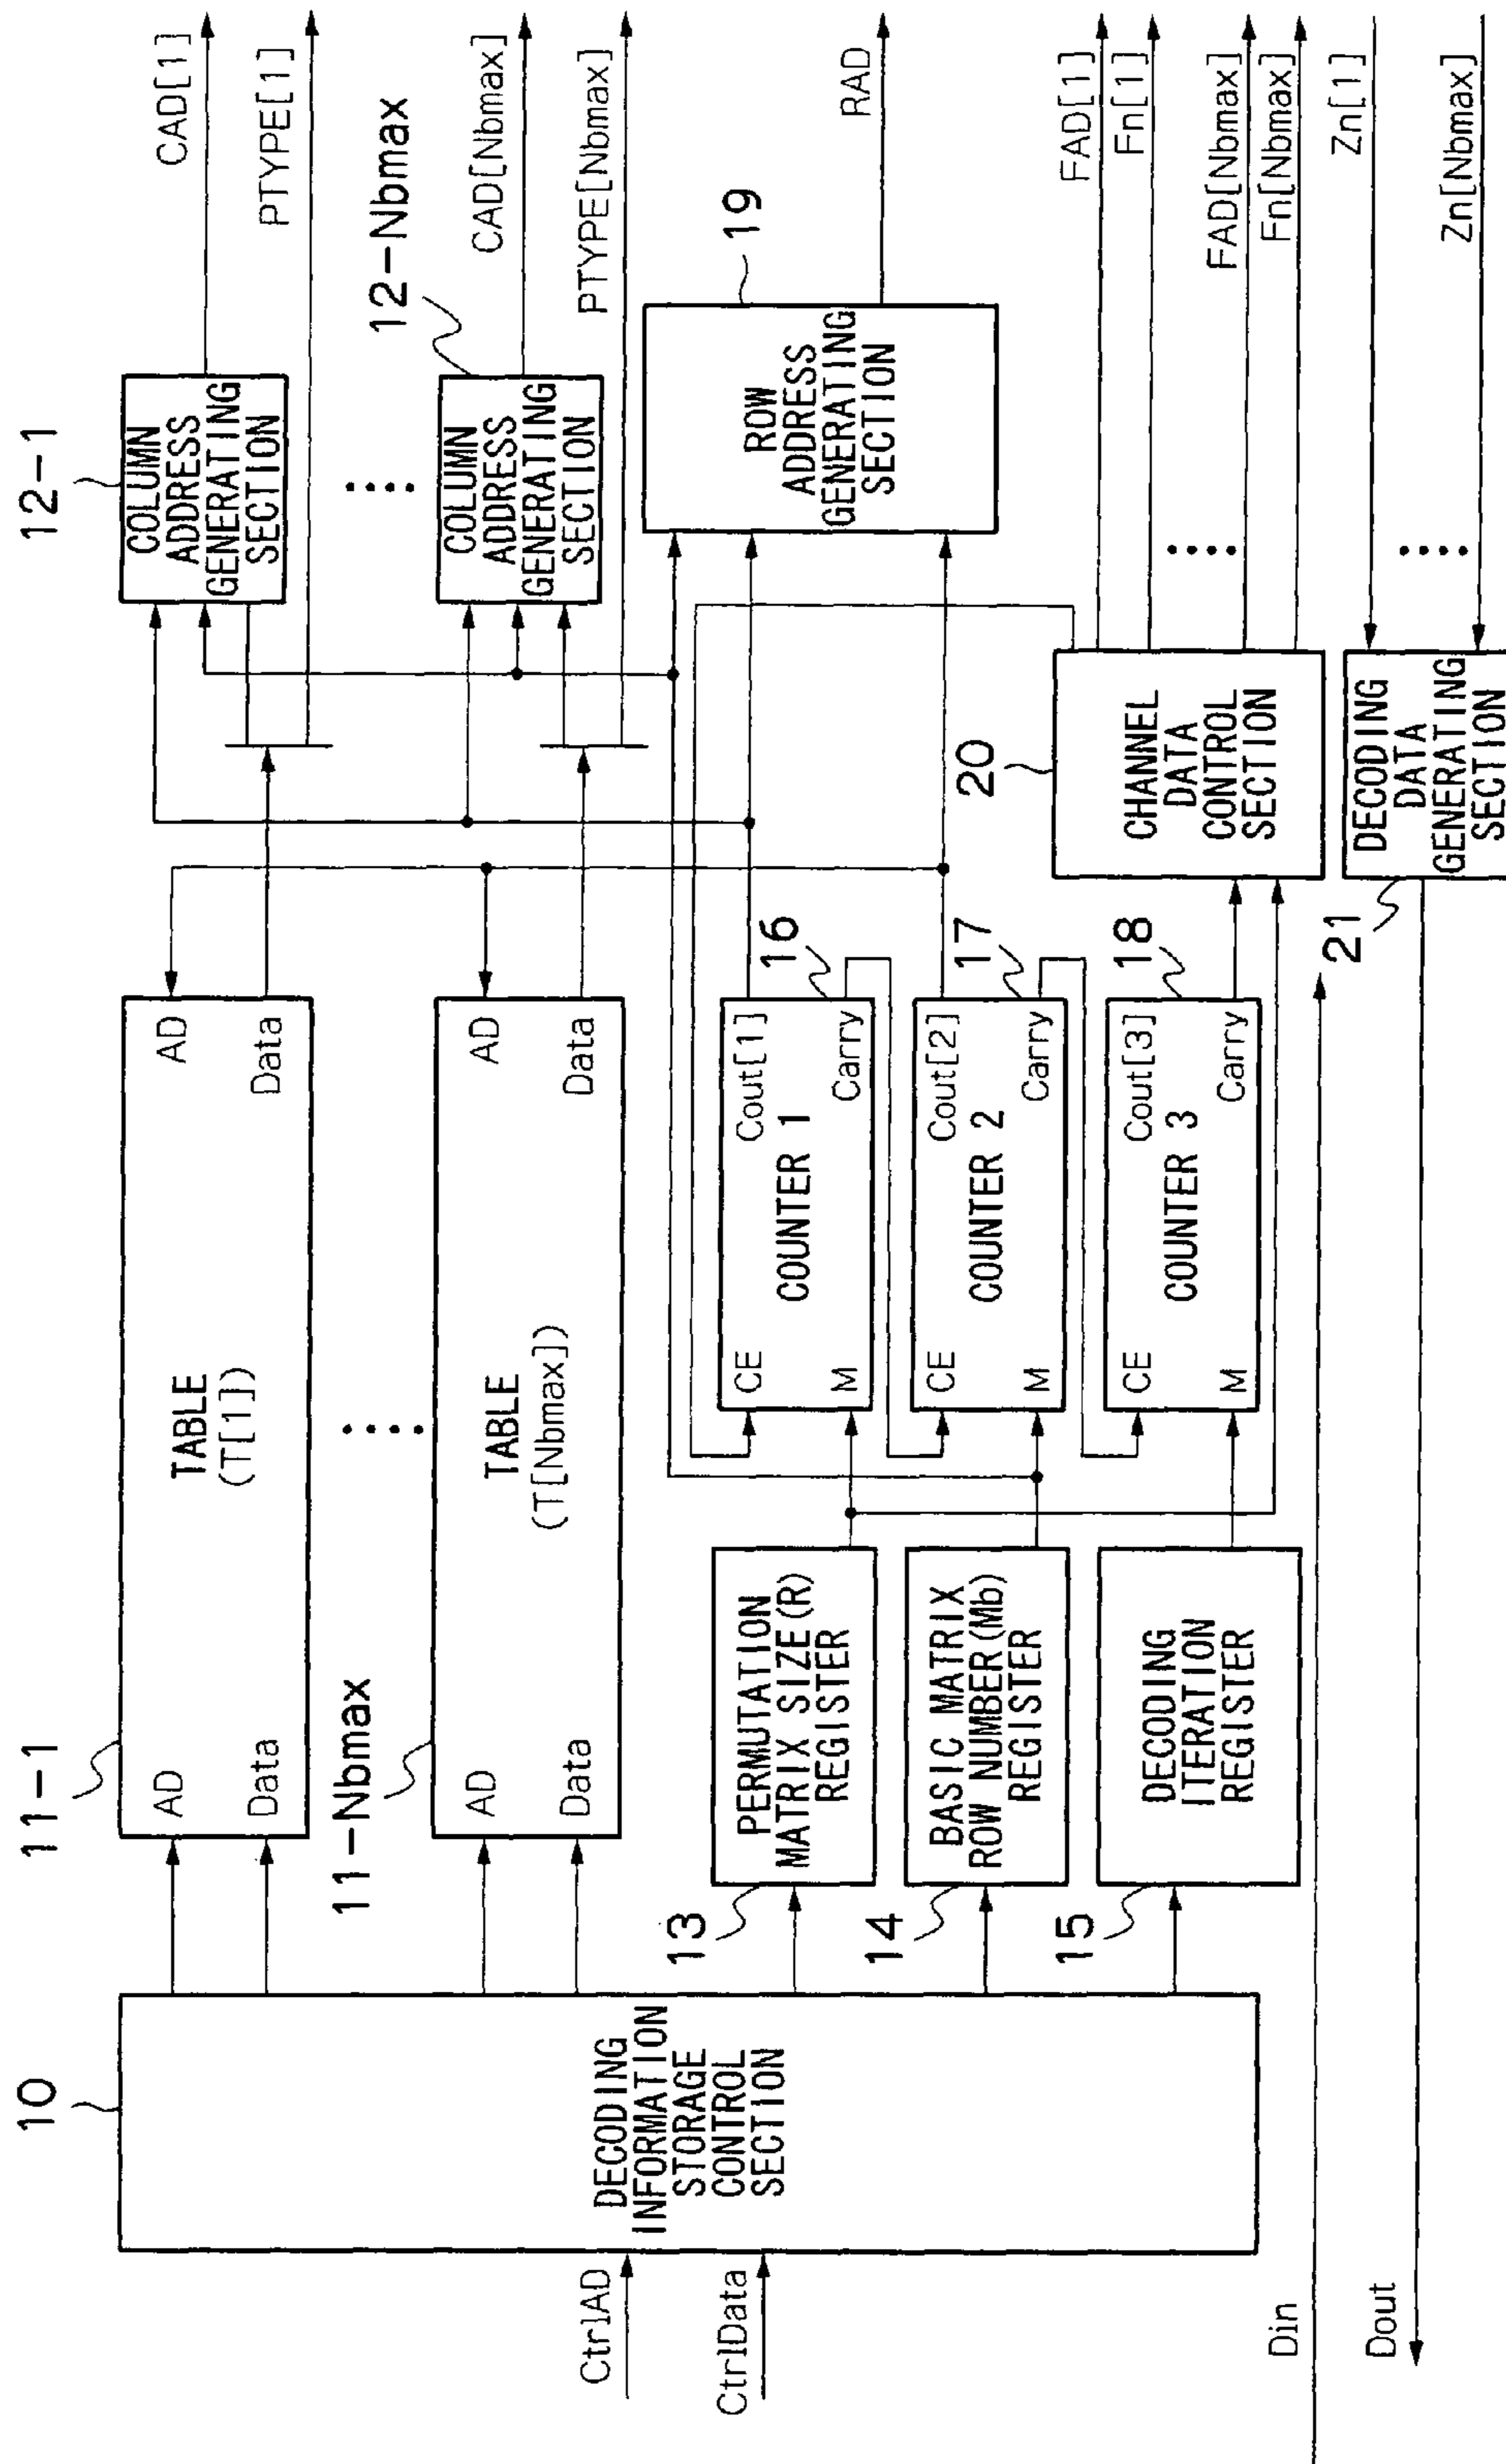 10
DECODING
INFORMATION
STORAGE
CONTROL
SECTION
CtrlAD
CtrlData
Din
Dout
11-1
AD
Data
TABLE
(T[1])
AD
Data
11-Nbmax
AD
Data
TABLE
(T[Nbmax])
AD
Data
13
PERMUTATION
MATRIX SIZE(R)
REGISTER
14
BASIC MATRIX
ROW NUMBER(Mb)
REGISTER
15
DECODING
ITERATION
REGISTER
CE
M
COUNTER 1
Cout[1]
Carry
16
CE
M
COUNTER 2
Cout[2]
Carry
17
CE
M
COUNTER 3
Cout[3]
Carry
18
12-1
COLUMN
ADDRESS
GENERATING
SECTION
CAD[1]
PTYPE[1]
12-Nbmax
COLUMN
ADDRESS
GENERATING
SECTION
CAD[Nbmax]
PTYPE[Nbmax]
19
ROW
ADDRESS
GENERATING
SECTION
RAD
20
CHANNEL
DATA
CONTROL
SECTION
FAD[1]
Fn[1]
FAD[Nbmax]
Fn[Nbmax]
21
DECODING
DATA
GENERATING
SECTION
Zn[1]
Zn[Nbmax]